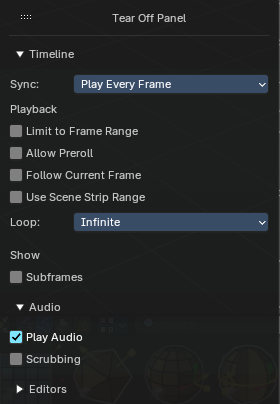 Tear Off Panel
Timeline
Sync: Play Every Frame
Playback
Limit to Frame Range
Allow Preroll
Follow Current Frame
Use Scene Strip Range
Loop: Infinite
Show
Subframes
Audio
Play Audio
Scrubbing
Editors